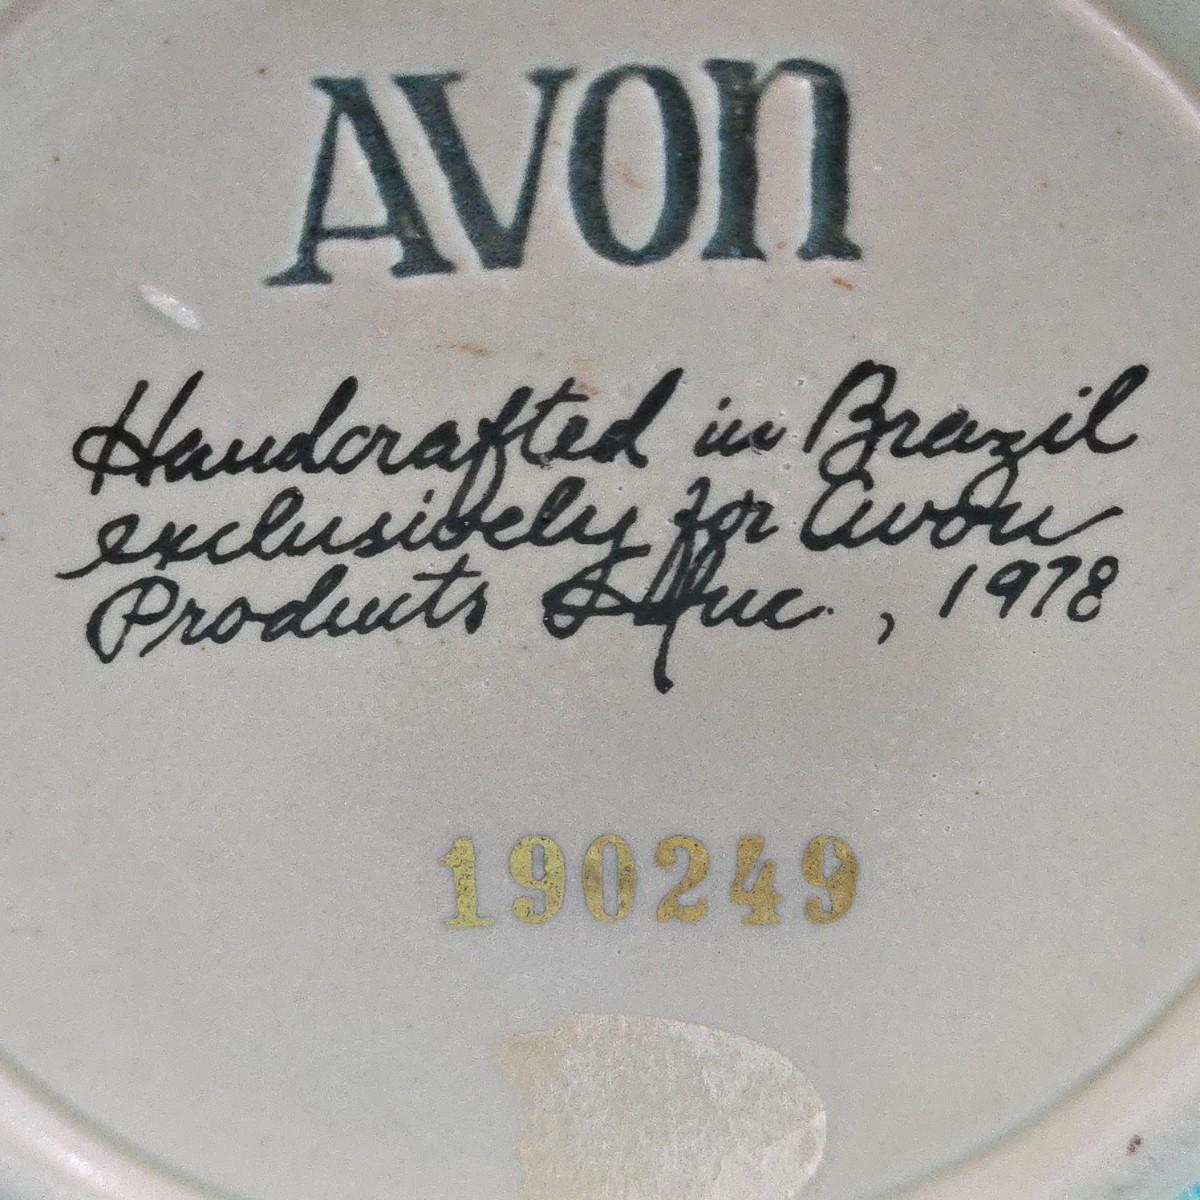 AVON
Handcrafted in Brazil
exclusively for Avon
Products Inc., 1978
190249